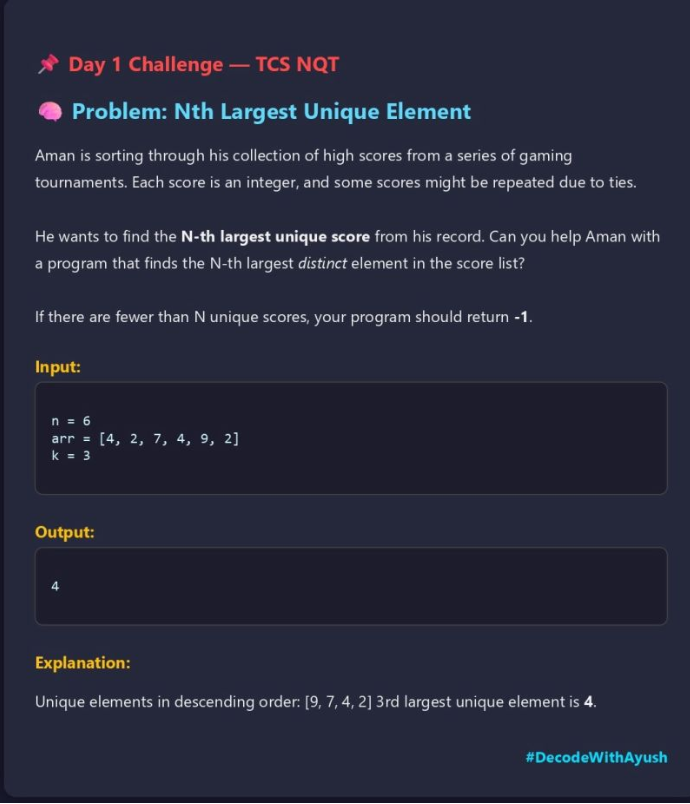 📌 Day 1 Challenge — TCS NQT
🧠 Problem: Nth Largest Unique Element
Aman is sorting through his collection of high scores from a series of gaming
tournaments. Each score is an integer, and some scores might be repeated due to ties.
He wants to find the N-th largest unique score from his record. Can you help Aman with
a program that finds the N-th largest distinct element in the score list?
If there are fewer than N unique scores, your program should return -1.
Input:
n = 6
arr = [4, 2, 7, 4, 9, 2]
k = 3
Output:
4
Explanation:
Unique elements in descending order: [9, 7, 4, 2] 3rd largest unique element is 4.
#DecodeWithAyush